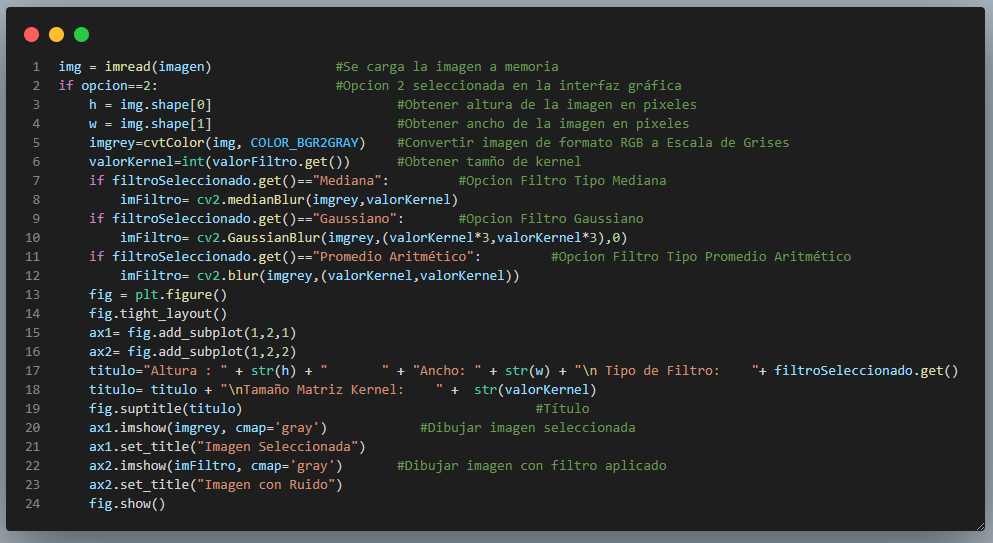 1 img = imread(imagen) #Se carga la imagen a memoria
2 if opcion==2: #Opcion 2 seleccionada en la interfaz gráfica
3 h = img.shape[0] #Obtener altura de la imagen en pixeles
4 w = img.shape[1] #Obtener ancho de la imagen en pixeles
5 imgrey=cvtColor(img, COLOR_BGR2GRAY) #Convertir imagen de formato RGB a Escala de Grises
6 valorKernel=int(valorFiltro.get()) #Obtener tamño de kernel
7 if filtroSeleccionado.get()=="Mediana": #Opcion Filtro Tipo Mediana
8 imFiltro= cv2.medianBlur(imgrey,valorKernel)
9 if filtroSeleccionado.get()=="Gaussiano": #Opcion Filtro Gaussiano
10 imFiltro= cv2.GaussianBlur(imgrey,(valorKernel*3,valorKernel*3),0)
11 if filtroSeleccionado.get()=="Promedio Aritmético": #Opcion Filtro Tipo Promedio Aritmético
12 imFiltro= cv2.blur(imgrey,(valorKernel,valorKernel))
13 fig = plt.figure()
14 fig.tight_layout()
15 ax1= fig.add_subplot(1,2,1)
16 ax2= fig.add_subplot(1,2,2)
17 titulo="Altura : " + str(h) + "       " + "Ancho: " + str(w) + "\n Tipo de Filtro:    "+ filtroSeleccionado.get()
18 titulo= titulo + "\nTamaño Matriz Kernel:    " +  str(valorKernel)
19 fig.suptitle(titulo) #Título
20 ax1.imshow(imgrey, cmap='gray') #Dibujar imagen seleccionada
21 ax1.set_title("Imagen Seleccionada")
22 ax2.imshow(imFiltro, cmap='gray') #Dibujar imagen con filtro aplicado
23 ax2.set_title("Imagen con Ruido")
24 fig.show()